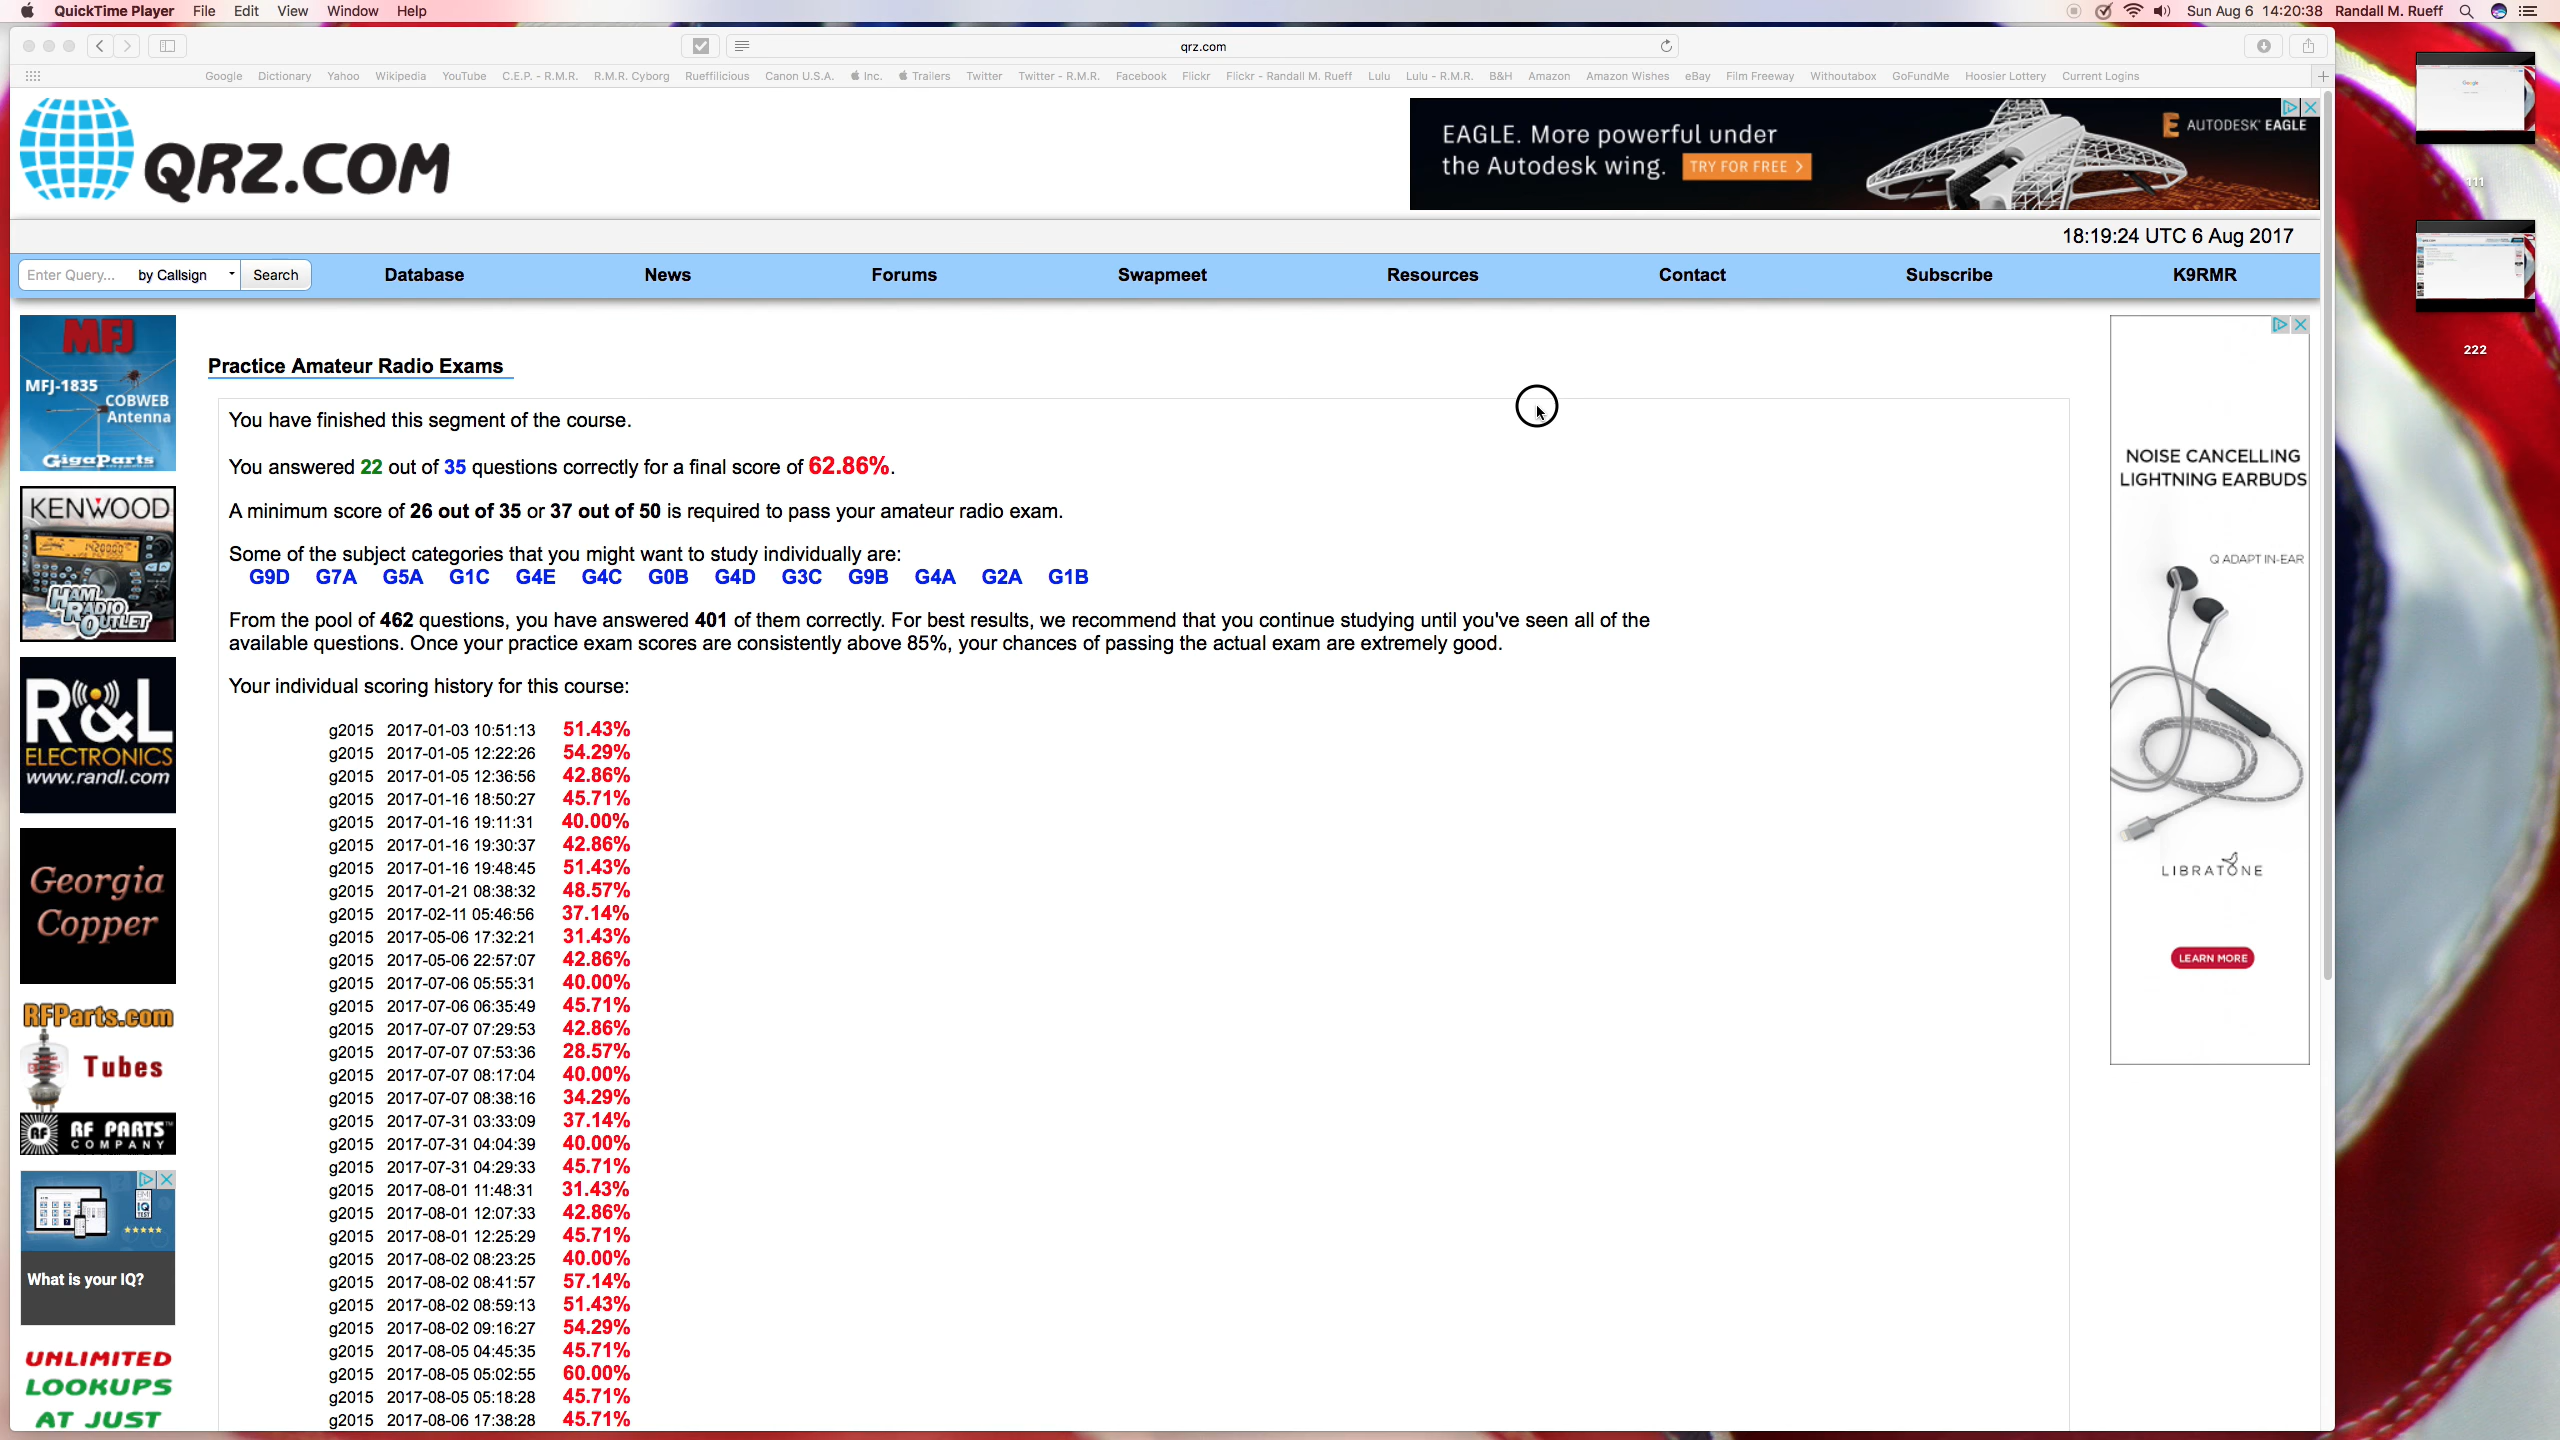 QuickTime Player File Edit View Window Help
Sun Aug 6 14:20:38 Randall M. Rueff
qrz.com
Google Dictionary Yahoo Wikipedia YouTube C.E.P. - R.M.R. R.M.R. Cyborg Rueffilicious Canon U.S.A. Inc. Trailers Twitter Twitter - R.M.R. Facebook Flickr Flickr - Randall M. Rueff Lulu Lulu - R.M.R. B&H Amazon Amazon Wishes eBay Film Freeway Withoutabox GoFundMe Hoosier Lottery Current Logins
QRZ.COM
EAGLE. More powerful under
the Autodesk wing. TRY FOR FREE >
E AUTODESK® EAGLE
111
222
18:19:24 UTC 6 Aug 2017
Enter Query... by Callsign Search Database News Forums Swapmeet Resources Contact Subscribe K9RMR
MFJ
MFJ-1835
COBWEB
Antenna
GigaParts
KENWOOD
HAM RADIO OUTLET
R&L
ELECTRONICS
www.randl.com
Georgia
Copper
RFParts.com
Tubes
RF RF PARTS™
COMPANY
IQ
TEST
What is your IQ?
UNLIMITED
LOOKUPS
AT JUST
Practice Amateur Radio Exams
You have finished this segment of the course.
You answered 22 out of 35 questions correctly for a final score of 62.86%.
A minimum score of 26 out of 35 or 37 out of 50 is required to pass your amateur radio exam.
Some of the subject categories that you might want to study individually are:
G9D G7A G5A G1C G4E G4C G0B G4D G3C G9B G4A G2A G1B
From the pool of 462 questions, you have answered 401 of them correctly. For best results, we recommend that you continue studying until you've seen all of the
available questions. Once your practice exam scores are consistently above 85%, your chances of passing the actual exam are extremely good.
Your individual scoring history for this course:
g2015 2017-01-03 10:51:13 51.43%
g2015 2017-01-05 12:22:26 54.29%
g2015 2017-01-05 12:36:56 42.86%
g2015 2017-01-16 18:50:27 45.71%
g2015 2017-01-16 19:11:31 40.00%
g2015 2017-01-16 19:30:37 42.86%
g2015 2017-01-16 19:48:45 51.43%
g2015 2017-01-21 08:38:32 48.57%
g2015 2017-02-11 05:46:56 37.14%
g2015 2017-05-06 17:32:21 31.43%
g2015 2017-05-06 22:57:07 42.86%
g2015 2017-07-06 05:55:31 40.00%
g2015 2017-07-06 06:35:49 45.71%
g2015 2017-07-07 07:29:53 42.86%
g2015 2017-07-07 07:53:36 28.57%
g2015 2017-07-07 08:17:04 40.00%
g2015 2017-07-07 08:38:16 34.29%
g2015 2017-07-31 03:33:09 37.14%
g2015 2017-07-31 04:04:39 40.00%
g2015 2017-07-31 04:29:33 45.71%
g2015 2017-08-01 11:48:31 31.43%
g2015 2017-08-01 12:07:33 42.86%
g2015 2017-08-01 12:25:29 45.71%
g2015 2017-08-02 08:23:25 40.00%
g2015 2017-08-02 08:41:57 57.14%
g2015 2017-08-02 08:59:13 51.43%
g2015 2017-08-02 09:16:27 54.29%
g2015 2017-08-05 04:45:35 45.71%
g2015 2017-08-05 05:02:55 60.00%
g2015 2017-08-05 05:18:28 45.71%
g2015 2017-08-06 17:38:28 45.71%
NOISE CANCELLING
LIGHTNING EARBUDS
Q ADAPT IN-EAR
LIBRATONE
LEARN MORE